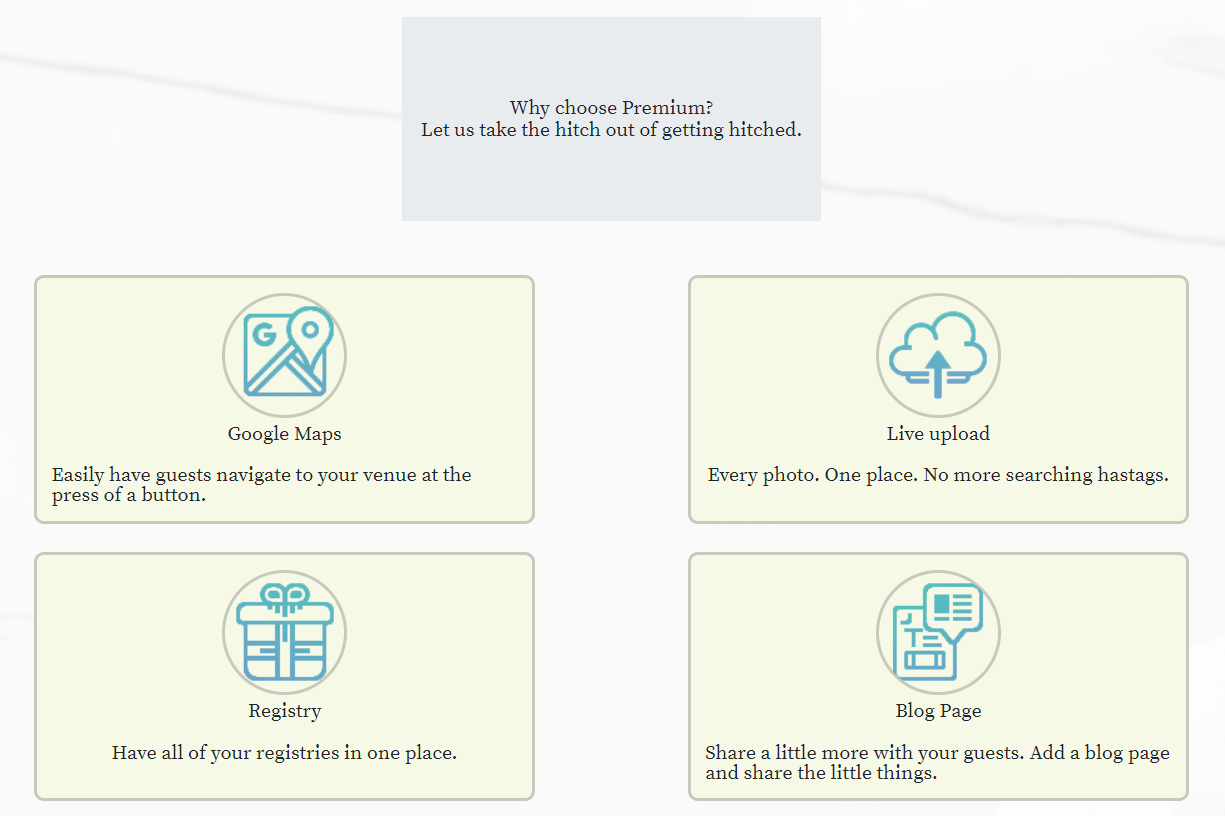 Why choose Premium?
Let us take the hitch out of getting hitched.
G
Google Maps
Easily have guests navigate to your venue at the
press of a button.
Live upload
Every photo. One place. No more searching hastags.
Registry
Have all of your registries in one place.
Blog Page
Share a little more with your guests. Add a blog page
and share the little things.